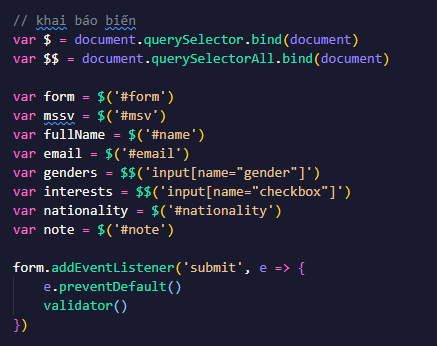 // khai báo biến
var $ = document.querySelector.bind(document)
var $$ = document.querySelectorAll.bind(document)
var form = $('#form')
var mssv = $('#msv')
var fullName = $('#name')
var email = $('#email')
var genders = $$('input[name="gender"]')
var interests = $$('input[name="checkbox"]')
var nationality = $('#nationality')
var note = $('#note')
form.addEventListener('submit', e => {
    e.preventDefault()
    validator()
})